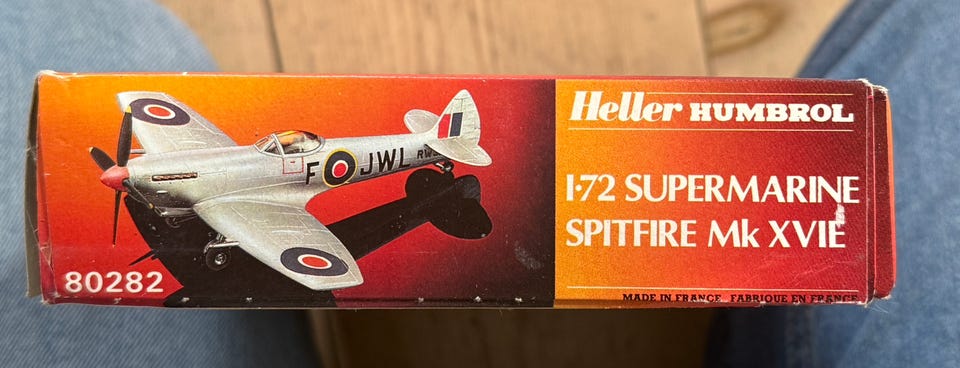 Heller HUMBROL
1·72 SUPERMARINE
SPITFIRE Mk XVIE
MADE IN FRANCE. FABRIQUE EN FRANCE
F JWL
80282